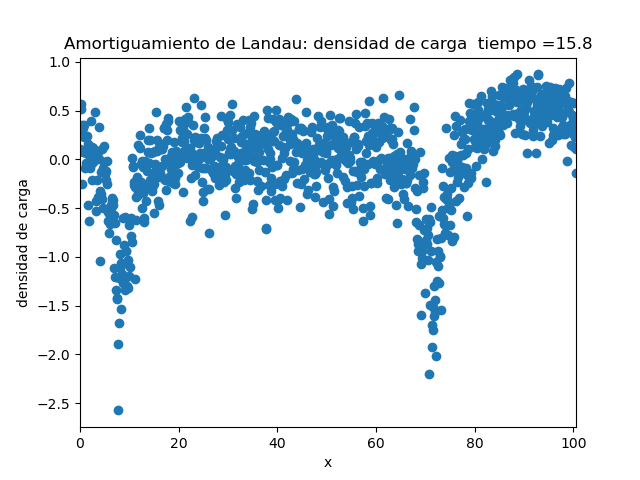 Amortiguamiento de Landau: densidad de carga  tiempo =15.8
densidad de carga
1.0
0.5
0.0
−0.5
−1.0
−1.5
−2.0
−2.5
0 20 40 60 80 100
x